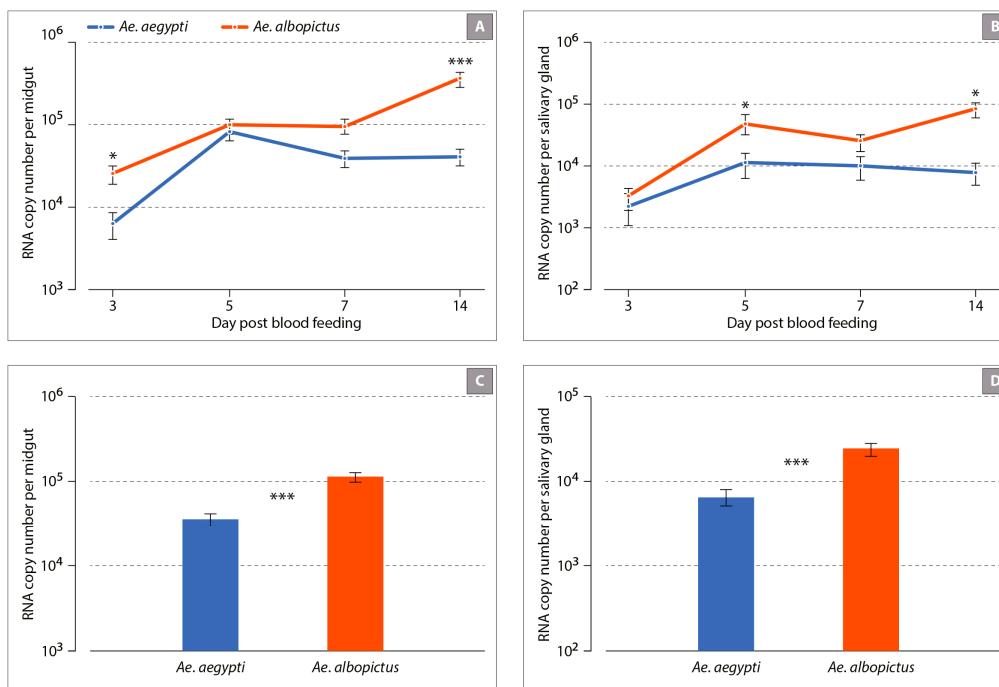 Ae. aegypti Ae. albopictus
A
RNA copy number per midgut
10⁶
10⁵
10⁴
10³
*
***
3 5 7 14
Day post blood feeding
B
RNA copy number per salivary gland
10⁶
10⁵
10⁴
10³
10²
*
*
3 5 7 14
Day post blood feeding
C
RNA copy number per midgut
10⁶
10⁵
10⁴
10³
***
Ae. aegypti Ae. albopictus
D
RNA copy number per salivary gland
10⁵
10⁴
10³
10²
***
Ae. aegypti Ae. albopictus